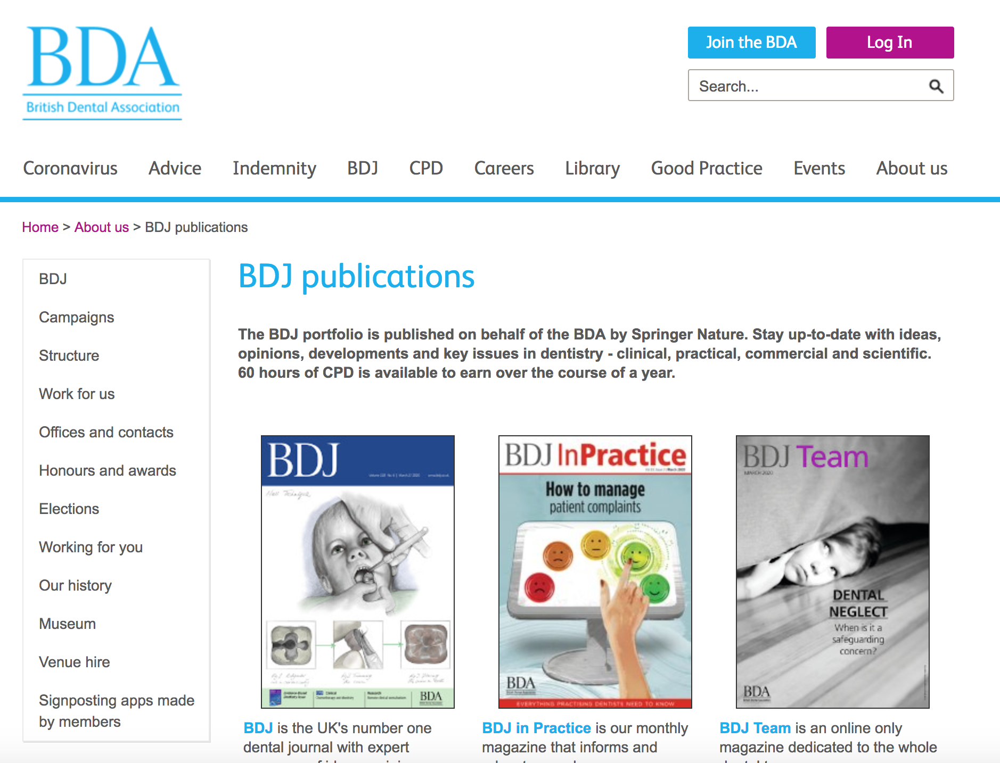 BDA
British Dental Association
Join the BDA
Log In
Search...
Coronavirus Advice Indemnity BDJ CPD Careers Library Good Practice Events About us
Home > About us > BDJ publications
BDJ
Campaigns
Structure
Work for us
Offices and contacts
Honours and awards
Elections
Working for you
Our history
Museum
Venue hire
Signposting apps made
by members
BDJ publications
The BDJ portfolio is published on behalf of the BDA by Springer Nature. Stay up-to-date with ideas,
opinions, developments and key issues in dentistry - clinical, practical, commercial and scientific.
60 hours of CPD is available to earn over the course of a year.
BDJ
BDA
BDJ InPractice
How to manage
patient complaints
BDA
EVERYTHING PRACTISING DENTISTS NEED TO KNOW
BDJ Team
MARCH 2020
DENTAL
NEGLECT
When is it a
safeguarding
concern?
BDA
BDJ is the UK's number one
dental journal with expert
BDJ in Practice is our monthly
magazine that informs and
BDJ Team is an online only
magazine dedicated to the whole